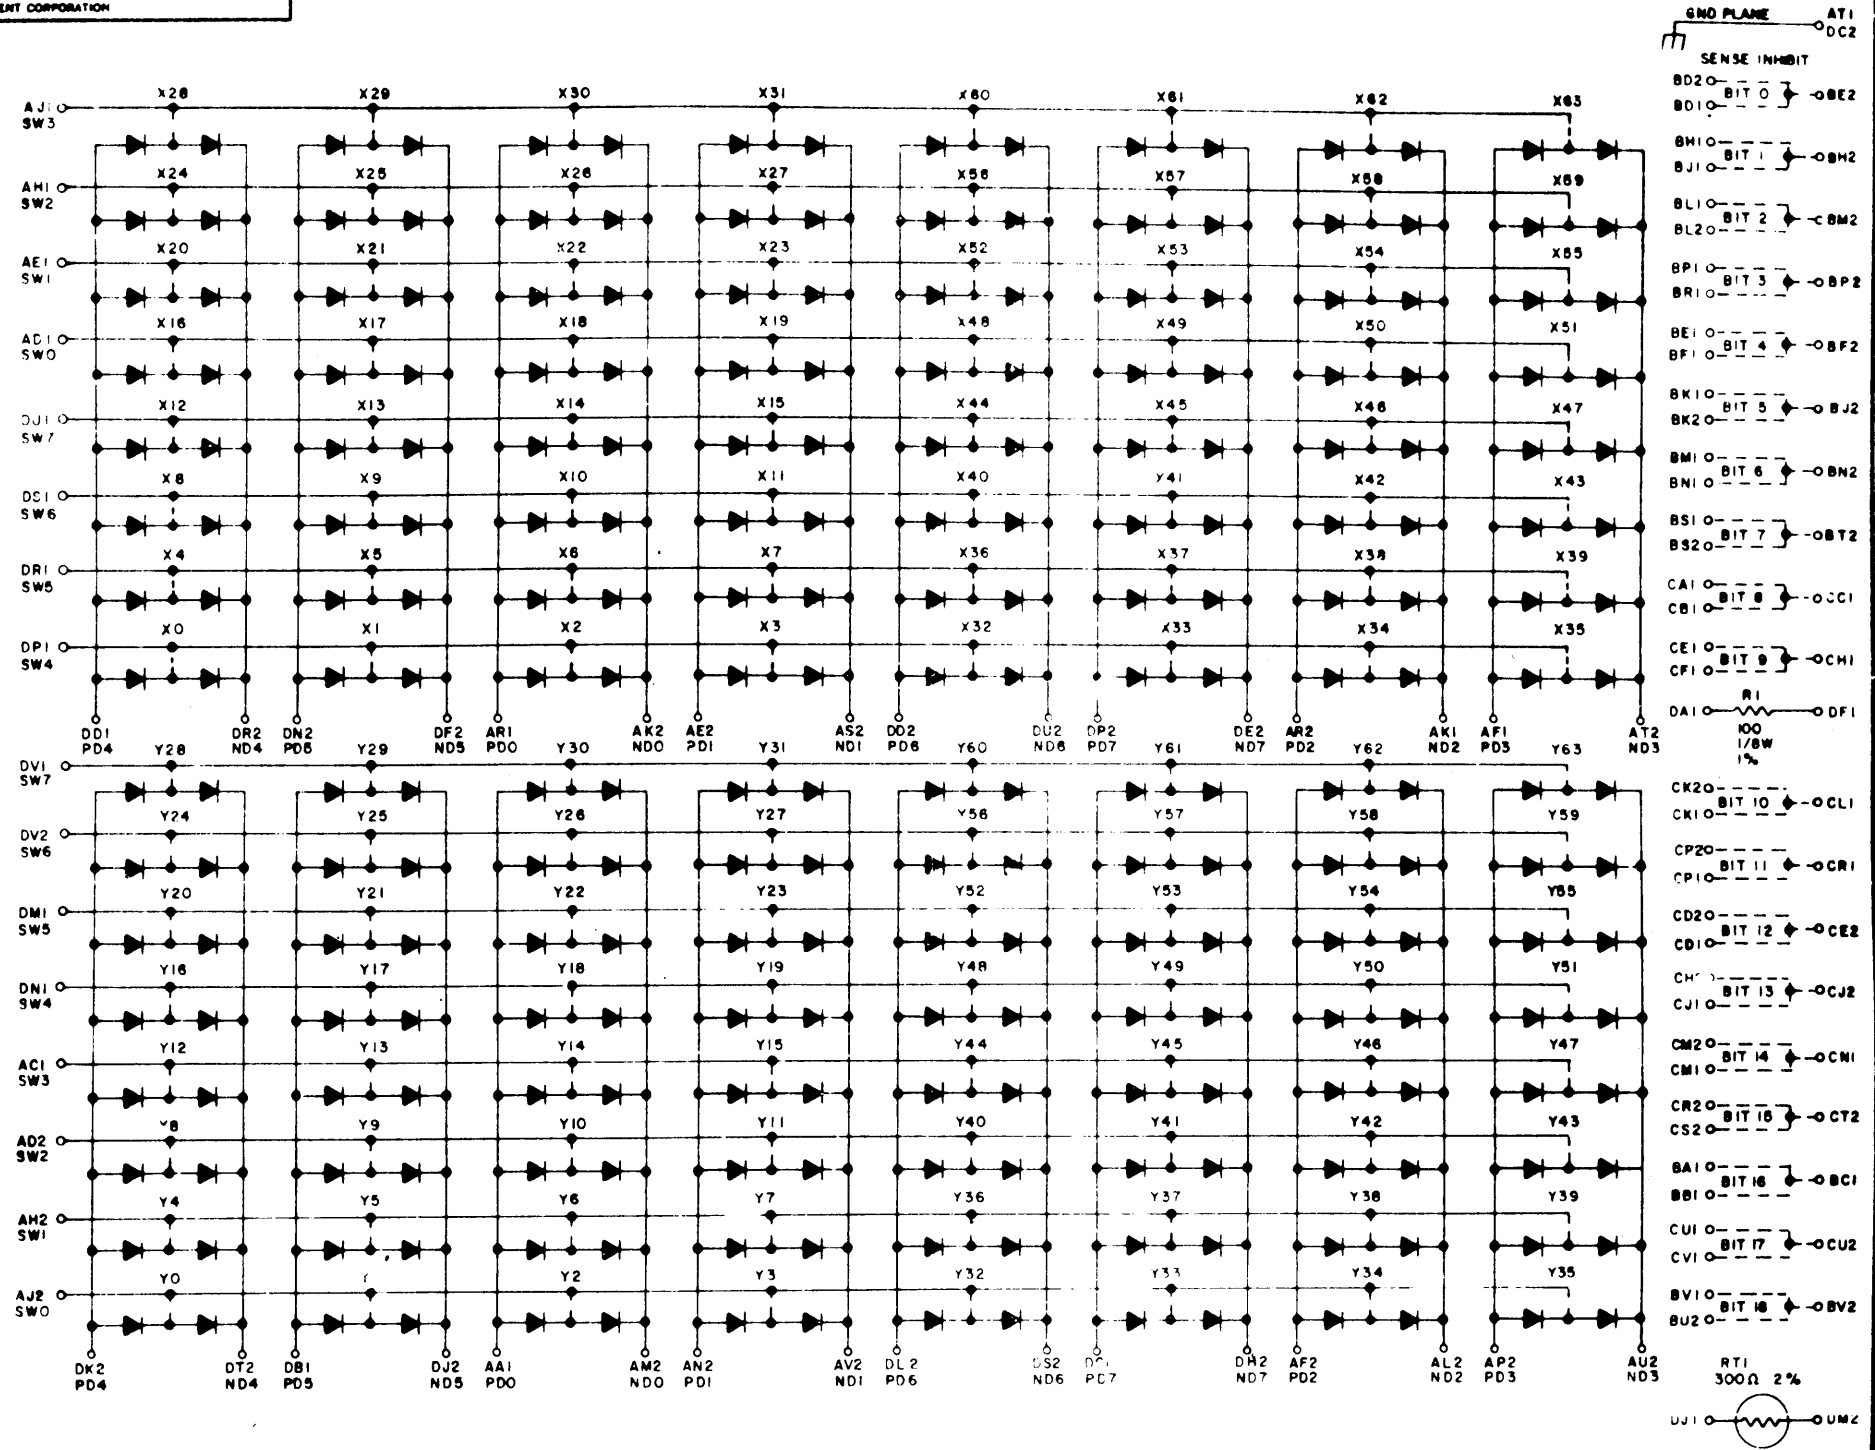 ENT CORPORATION
GND PLANE AT1
DC2
SENSE INHIBIT
X28 X29 X30 X31 X60 X61 X62 X63
AJ1
SW3
X24 X25 X26 X27 X56 X57 X58 X59
AH1
SW2
X20 X21 X22 X23 X52 X53 X54 X55
AE1
SW1
X16 X17 X18 X19 X48 X49 X50 X51
AD1
SW0
X12 X13 X14 X15 X44 X45 X46 X47
DJ1
SW7
X8 X9 X10 X11 X40 X41 X42 X43
DS1
SW6
X4 X5 X6 X7 X36 X37 X38 X39
DR1
SW5
X0 X1 X2 X3 X32 X33 X34 X35
DP1
SW4
DD1 DR2 DN2 DF2 AR1 AK2 AE2 AS2 DD2 DU2 DP2 DE2 AR2 AK1 AF1 AT2
PD4 ND4 PD5 ND5 PD0 ND0 PD1 ND1 PD6 ND6 PD7 ND7 PD2 ND2 PD3 ND3
Y28 Y29 Y30 Y31 Y60 Y61 Y62 Y63
DV1
SW7
Y24 Y25 Y26 Y27 Y56 Y57 Y58 Y59
DV2
SW6
Y20 Y21 Y22 Y23 Y52 Y53 Y54 Y55
DM1
SW5
Y16 Y17 Y18 Y19 Y48 Y49 Y50 Y51
DN1
SW4
Y12 Y13 Y14 Y15 Y44 Y45 Y46 Y47
AC1
SW3
Y8 Y9 Y10 Y11 Y40 Y41 Y42 Y43
AD2
SW2
Y4 Y5 Y6 Y7 Y36 Y37 Y38 Y39
AH2
SW1
Y0 Y2 Y3 Y32 Y33 Y34 Y35
AJ2
SW0
DK2 DT2 DB1 DJ2 AA1 AM2 AN2 AV2 DL2 DS2 DH2 AF2 AL2 AP2 AU2
PD4 ND4 PD5 ND5 PD0 ND0 PD1 ND1 PD6 ND6 PD7 ND7 PD2 ND2 PD3 ND3
BD2
BIT 0 BE2
BD1
BH1
BIT 1 BH2
BJ1
BL1
BIT 2 BM2
BL2
BP1
BIT 3 BP2
BR1
BE1
BIT 4 BF2
BF1
BK1
BIT 5 BJ2
BK2
BM1
BIT 6 BN2
BN1
BS1
BIT 7 BT2
BS2
CA1
BIT 8 CC1
CB1
CE1
BIT 9 CH1
CF1
R1
DA1 DF1
100
1/8W
1%
CK2
BIT 10 CL1
CK1
CP2
BIT 11 CR1
CP1
CD2
BIT 12 CE2
CD1
BIT 13 CJ2
CJ1
CM2
BIT 14 CN1
CM1
CR2
BIT 15 CT2
CS2
BA1
BIT 16 BC1
BB1
CU1
BIT 17 CU2
CV1
BV1
BIT 18 BV2
BU2
RT1
300Ω 2%